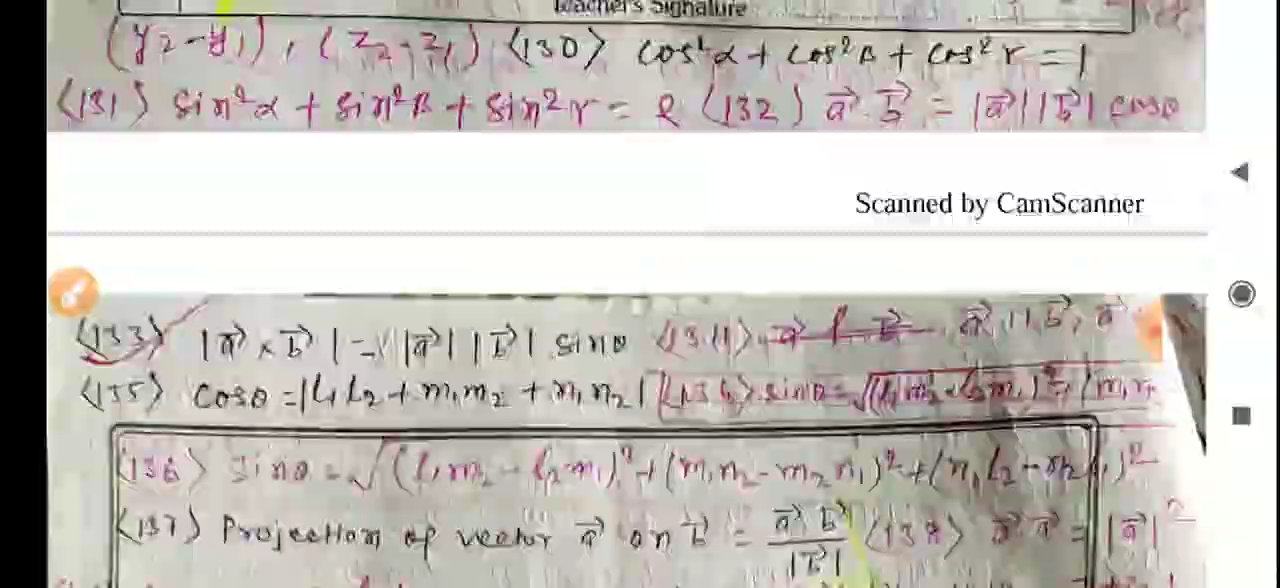 Teacher's Signature
(y₂-y₁), (z₂-z₁) <130> cos²α + cos²β + cos²γ = 1
<131> sin²α + sin²β + sin²γ = 2 <132> a⃗.b⃗ = |a⃗||b⃗| cosθ
Scanned by CamScanner
<133> |a⃗ × b⃗| = |a⃗| |b⃗| sinθ a⃗ || b⃗, a⃗
<135> cosθ = |l₁l₂ + m₁m₂ + n₁n₂|
<136> sinθ = √(l₁m₂ - l₂m₁)² + (m₁n₂ - m₂n₁)² + (n₁l₂ - n₂l₁)²
<137> Projection of vector a⃗ on b⃗ = a⃗.b⃗/|b⃗| <138> a⃗.a⃗ = |a⃗|²